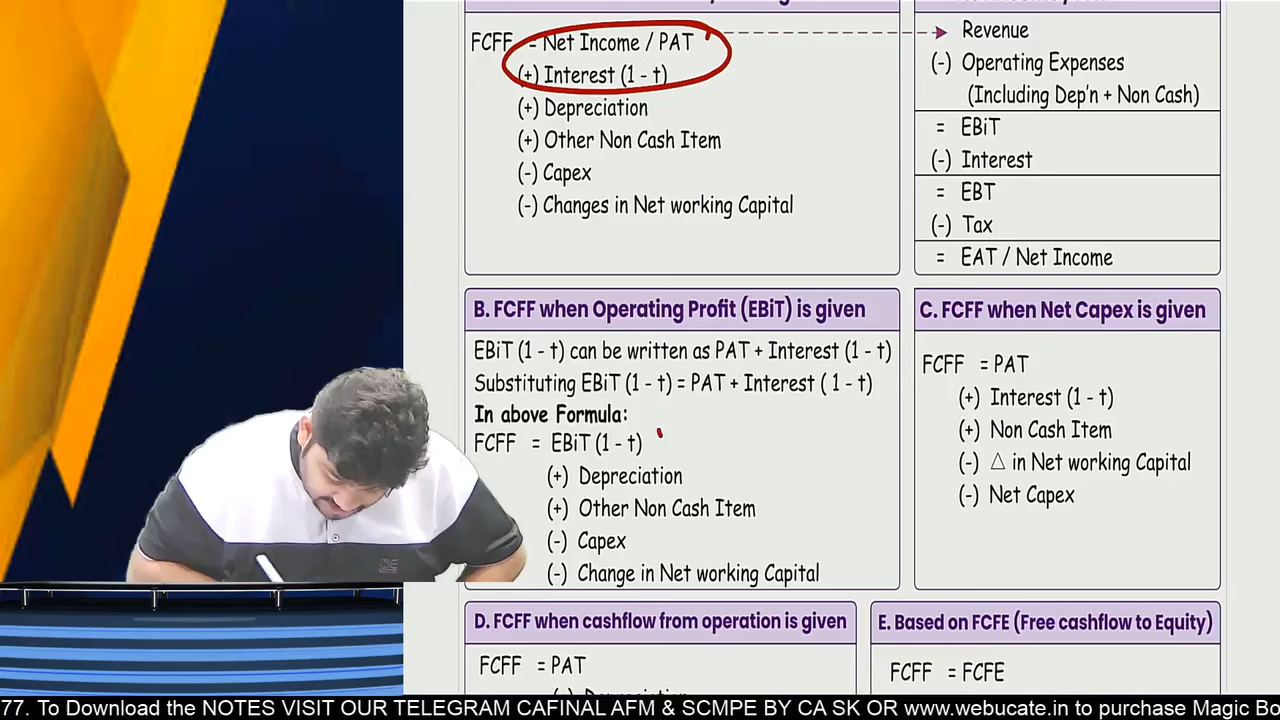 FCFF = Net Income / PAT
(+) Interest (1 - t)
(+) Depreciation
(+) Other Non Cash Item
(-) Capex
(-) Changes in Net working Capital
Revenue
(-) Operating Expenses
(Including Dep'n + Non Cash)
= EBiT
(-) Interest
= EBT
(-) Tax
= EAT / Net Income
B. FCFF when Operating Profit (EBiT) is given
EBiT (1 - t) can be written as PAT + Interest (1 - t)
Substituting EBiT (1 - t) = PAT + Interest ( 1 - t)
In above Formula:
FCFF = EBiT (1 - t)
(+) Depreciation
(+) Other Non Cash Item
(-) Capex
(-) Change in Net working Capital
C. FCFF when Net Capex is given
FCFF = PAT
(+) Interest (1 - t)
(+) Non Cash Item
(-) △ in Net working Capital
(-) Net Capex
D. FCFF when cashflow from operation is given
FCFF = PAT
E. Based on FCFE (Free cashflow to Equity)
FCFF = FCFE
77. To Download the NOTES VISIT OUR TELEGRAM CAFINAL AFM & SCMPE BY CA SK OR www.webucate.in to purchase Magic Bo